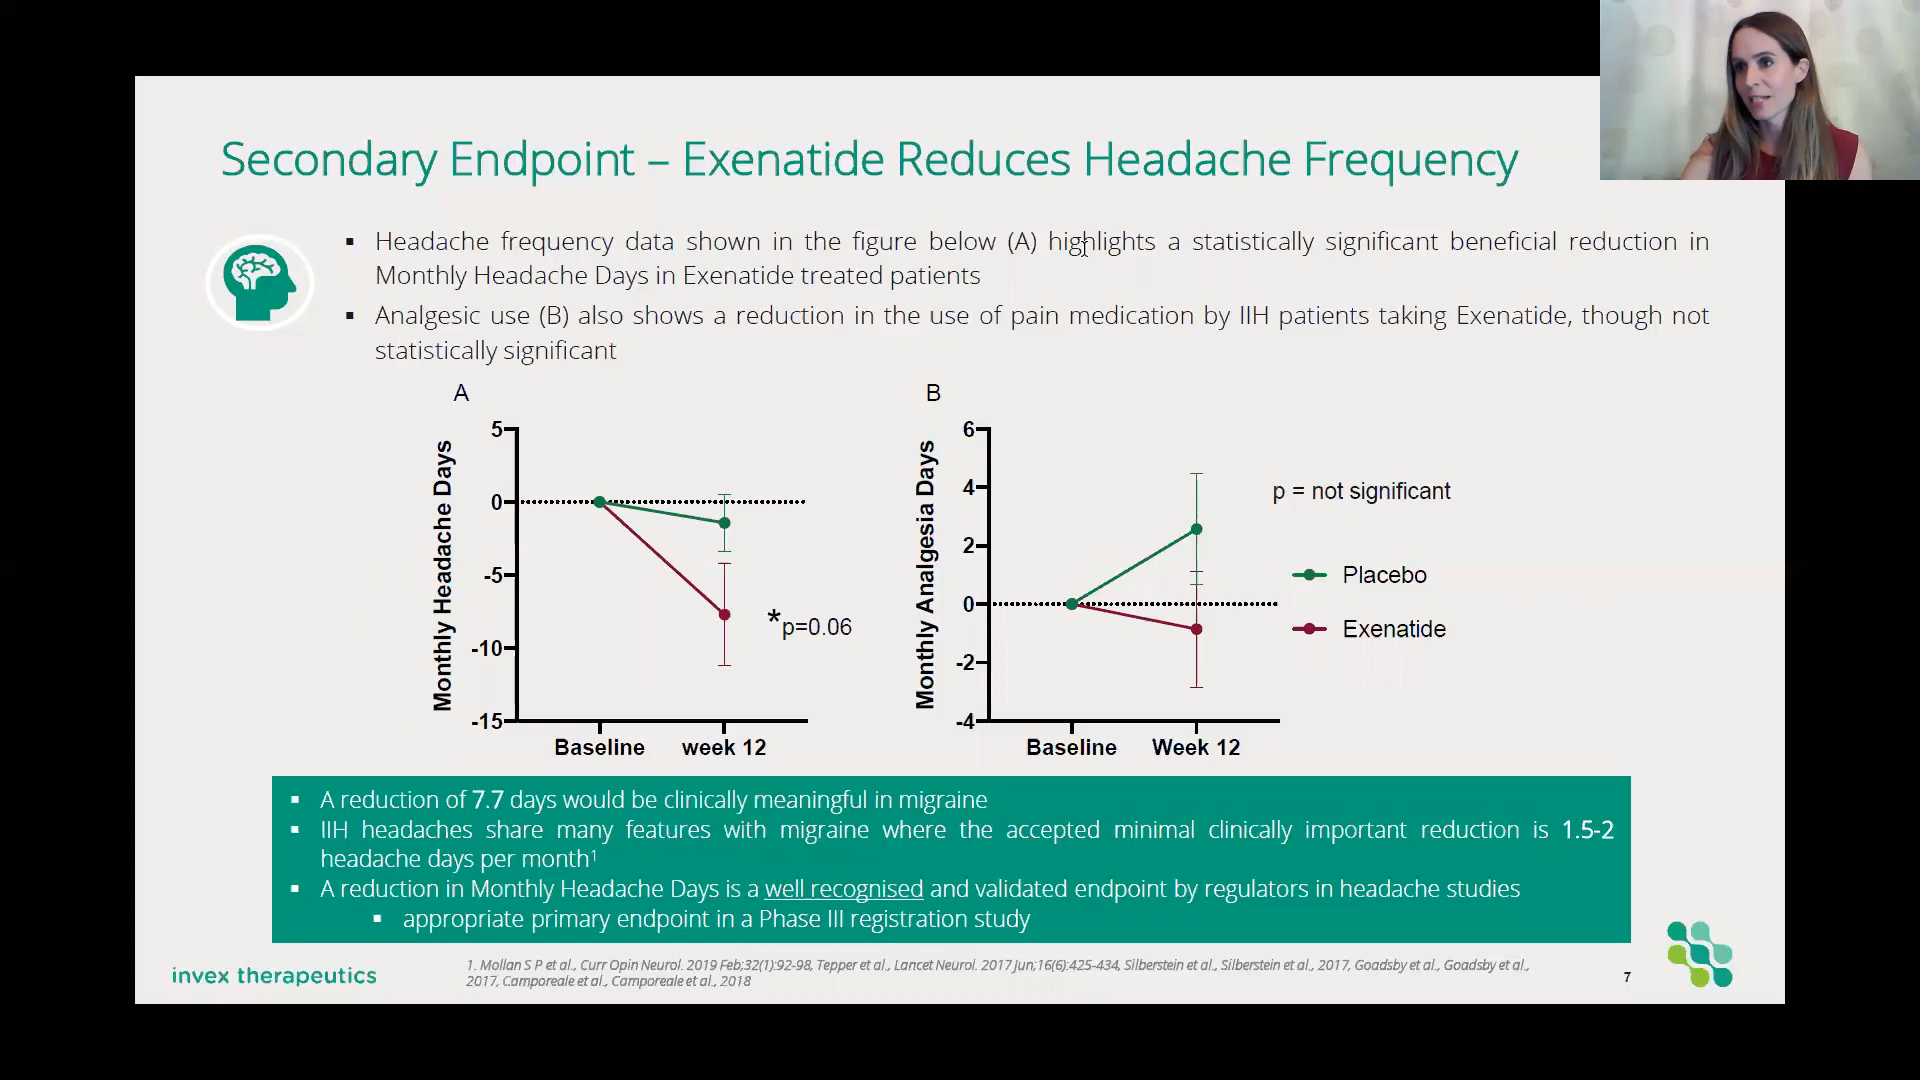 Secondary Endpoint – Exenatide Reduces Headache Frequency
▪ Headache frequency data shown in the figure below (A) highlights a statistically significant beneficial reduction in
Monthly Headache Days in Exenatide treated patients
▪ Analgesic use (B) also shows a reduction in the use of pain medication by IIH patients taking Exenatide, though not
statistically significant
A
Monthly Headache Days
5
0
-5
-10
-15
Baseline
week 12
*p=0.06
B
Monthly Analgesia Days
6
4
2
0
-2
-4
Baseline
Week 12
p = not significant
Placebo
Exenatide
▪ A reduction of 7.7 days would be clinically meaningful in migraine
▪ IIH headaches share many features with migraine where the accepted minimal clinically important reduction is 1.5-2
headache days per month¹
▪ A reduction in Monthly Headache Days is a well recognised and validated endpoint by regulators in headache studies
▪ appropriate primary endpoint in a Phase III registration study
invex therapeutics
1. Mollan S P et al., Curr Opin Neurol. 2019 Feb;32(1):92-98, Tepper et al., Lancet Neurol. 2017 Jun;16(6):425-434, Silberstein et al., Silberstein et al., 2017, Goadsby et al., Goadsby et al.,
2017, Camporeale et al., Camporeale et al., 2018
7